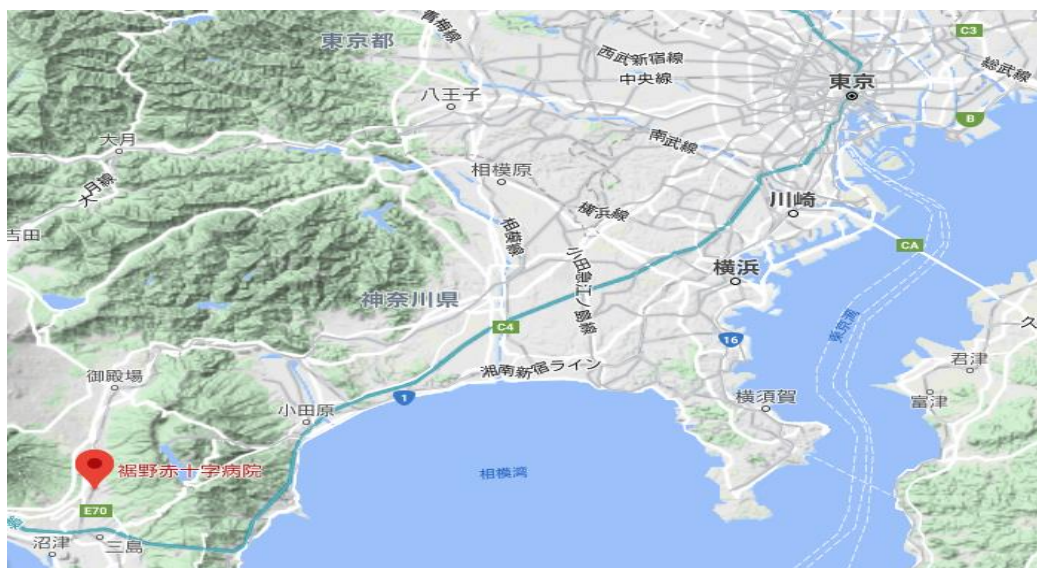 青梅線
東京都
C3
西武新宿線
総武線
中央線
東京
八王子
B
大月
南武線
相模原
大月線
川崎
横浜線
吉田
相模線
CA
小田急江ノ島線
横浜
神奈川県
久
C4
東京湾
16
湘南新宿ライン
君津
御殿場
1
横須賀
富津
小田原
裾野赤十字病院
相模湾
E70
三島
沼津